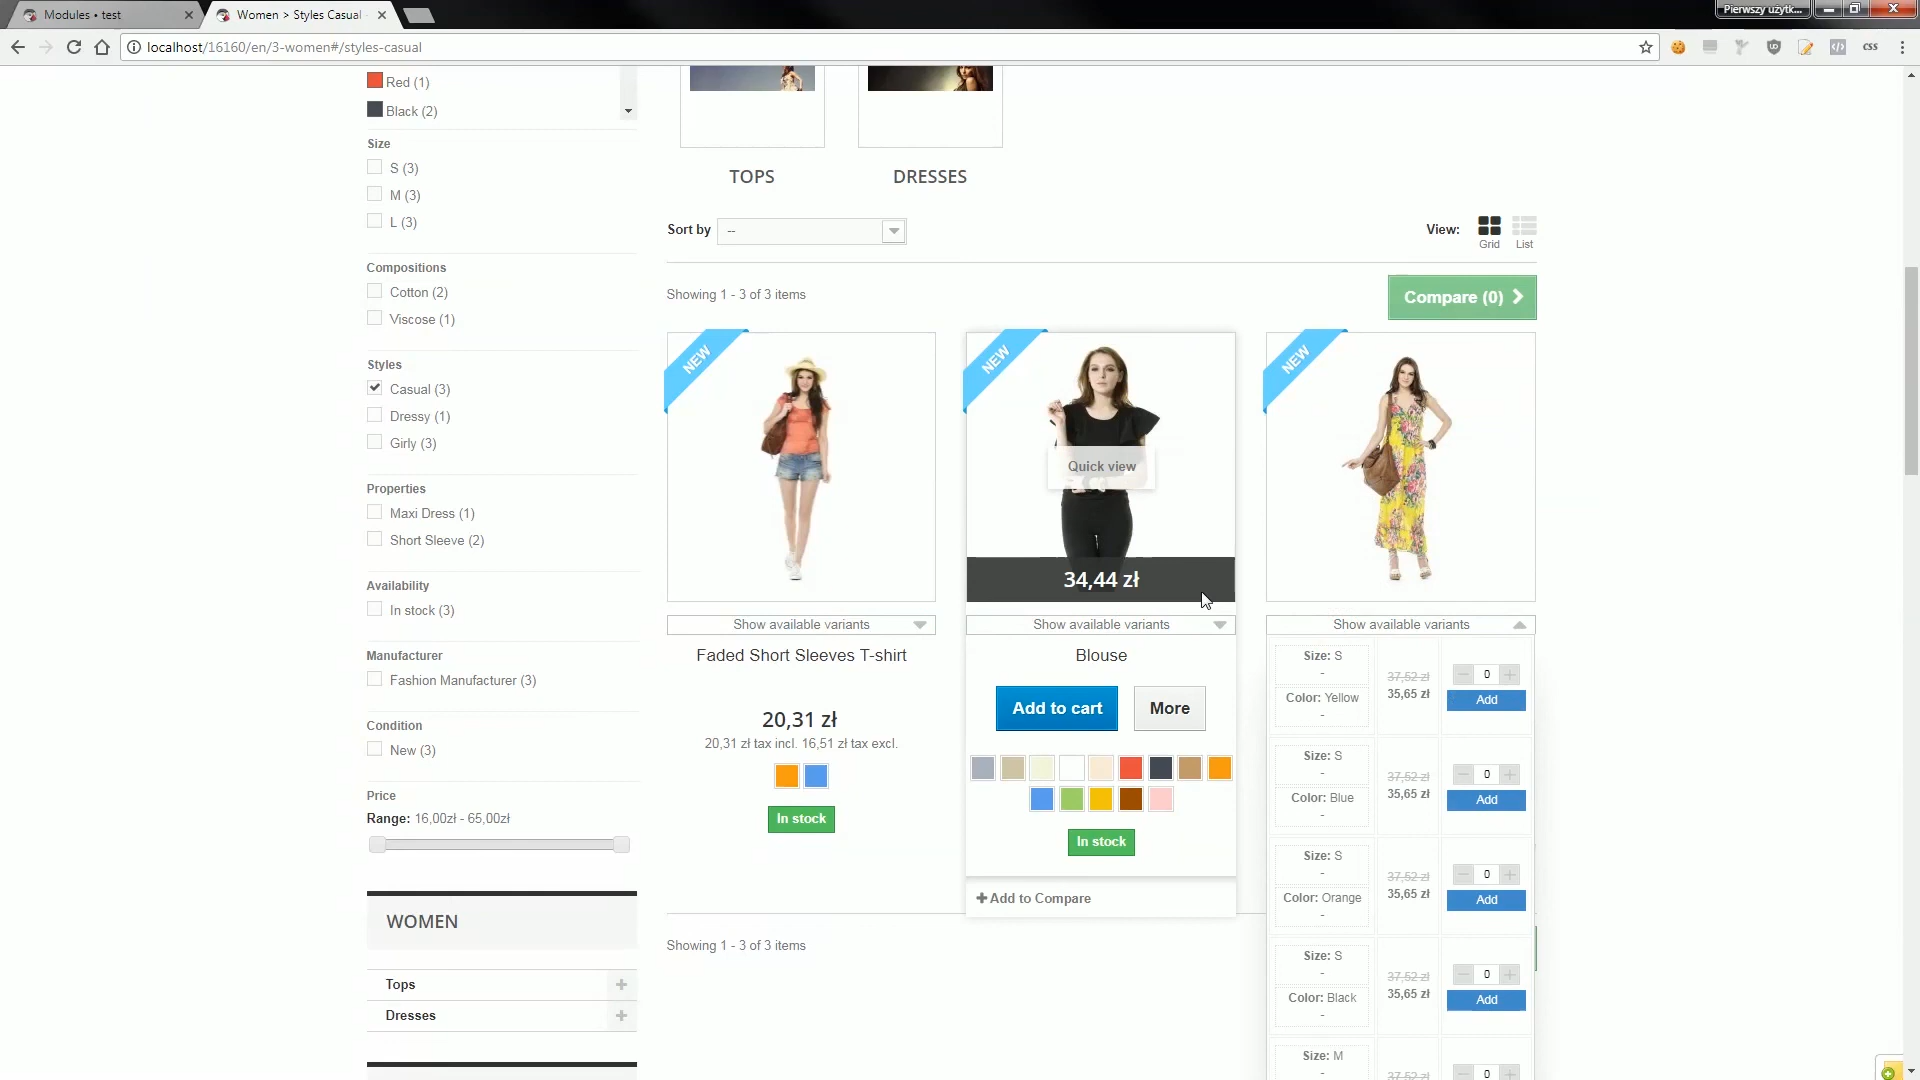 Modules • test
Women > Styles Casual
Pierwszy użytk...
localhost/16160/en/3-women#/styles-casual
css
Red (1)
Black (2)
Size
S (3)
M (3)
L (3)
Compositions
Cotton (2)
Viscose (1)
Styles
Casual (3)
Dressy (1)
Girly (3)
Properties
Maxi Dress (1)
Short Sleeve (2)
Availability
In stock (3)
Manufacturer
Fashion Manufacturer (3)
Condition
New (3)
Price
Range: 16,00zł - 65,00zł
WOMEN
Tops
Dresses
TOPS
DRESSES
Sort by
--
View:
Grid
List
Showing 1 - 3 of 3 items
Compare (0)
NEW
Show available variants
Faded Short Sleeves T-shirt
20,31 zł
20,31 zł tax incl. 16,51 zł tax excl.
In stock
NEW
Quick view
34,44 zł
Show available variants
Blouse
Add to cart
More
In stock
Add to Compare
NEW
Show available variants
Size: S
-
Color: Yellow
-
37,52 zł
35,65 zł
0
Add
Size: S
-
Color: Blue
-
37,52 zł
35,65 zł
0
Add
Size: S
-
Color: Orange
-
37,52 zł
35,65 zł
0
Add
Size: S
-
Color: Black
-
37,52 zł
35,65 zł
0
Add
Size: M
-
37,52 zł
0
Showing 1 - 3 of 3 items